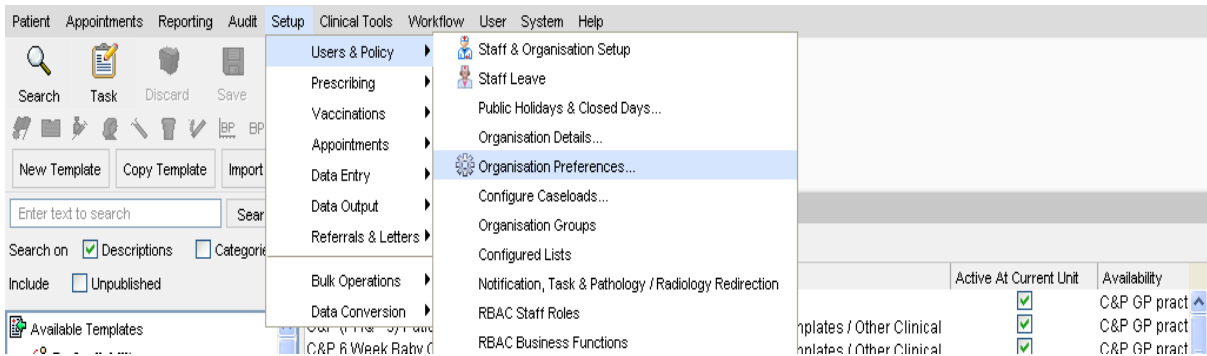 Patient Appointments Reporting Audit Setup Clinical Tools Workflow User System Help
Search Task Discard Save
BP BP
New Template Copy Template Import
Enter text to search Sear
Search on Descriptions Categorie
Include Unpublished
Available Templates
Users & Policy
Prescribing
Vaccinations
Appointments
Data Entry
Data Output
Referrals & Letters
Bulk Operations
Data Conversion
Staff & Organisation Setup
Staff Leave
Public Holidays & Closed Days...
Organisation Details...
Organisation Preferences...
Configure Caseloads...
Organisation Groups
Configured Lists
Notification, Task & Pathology / Radiology Redirection
RBAC Staff Roles
RBAC Business Functions
Active At Current Unit Availability
C&P GP pract
nplates / Other Clinical C&P GP pract
C&P 6 Week Baby C nplates / Other Clinical C&P GP pract